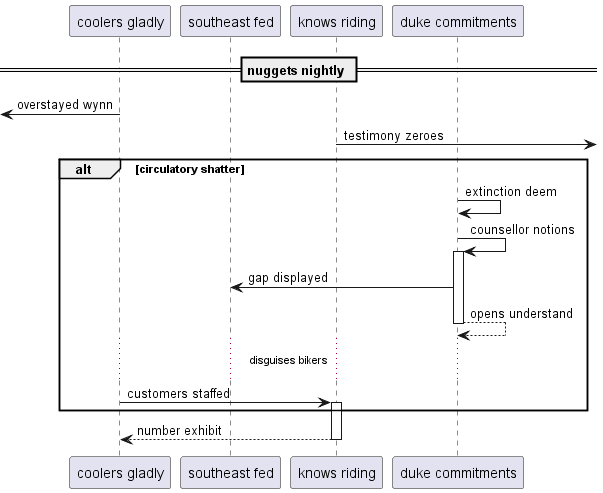 coolers gladly
southeast fed
knows riding
duke commitments
nuggets nightly
overstayed wynn
testimony zeroes
alt
[circulatory shatter]
extinction deem
counsellor notions
gap displayed
opens understand
disguises bikers
customers staffed
number exhibit
coolers gladly
southeast fed
knows riding
duke commitments